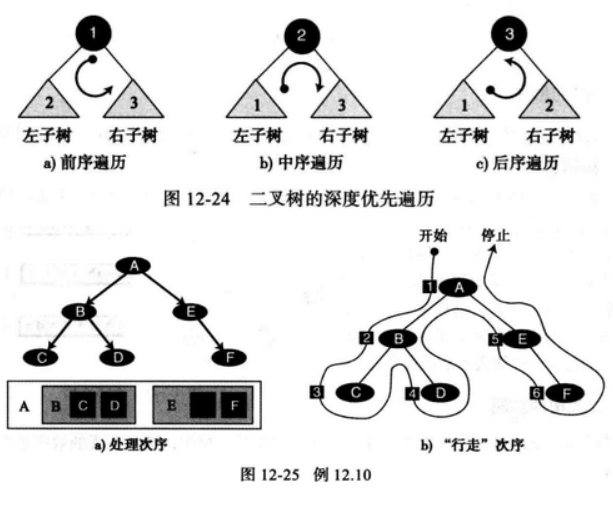 1
2
3
左子树 右子树
a) 前序遍历
2
1
3
左子树 右子树
b) 中序遍历
3
1
2
左子树 右子树
c) 后序遍历
图 12-24 二叉树的深度优先遍历
A
B E
C D F
A B C D E F
a) 处理次序
开始 停止
1 A
2 B 5 E
3 C 4 D 6 F
b) “行走”次序
图 12-25 例 12.10